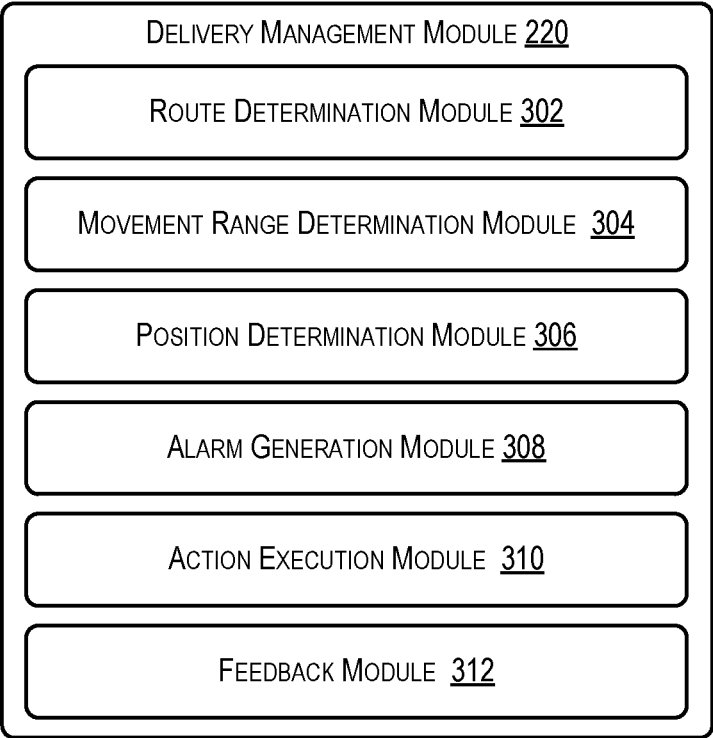 DELIVERY MANAGEMENT MODULE 220
ROUTE DETERMINATION MODULE 302
MOVEMENT RANGE DETERMINATION MODULE 304
POSITION DETERMINATION MODULE 306
ALARM GENERATION MODULE 308
ACTION EXECUTION MODULE 310
FEEDBACK MODULE 312